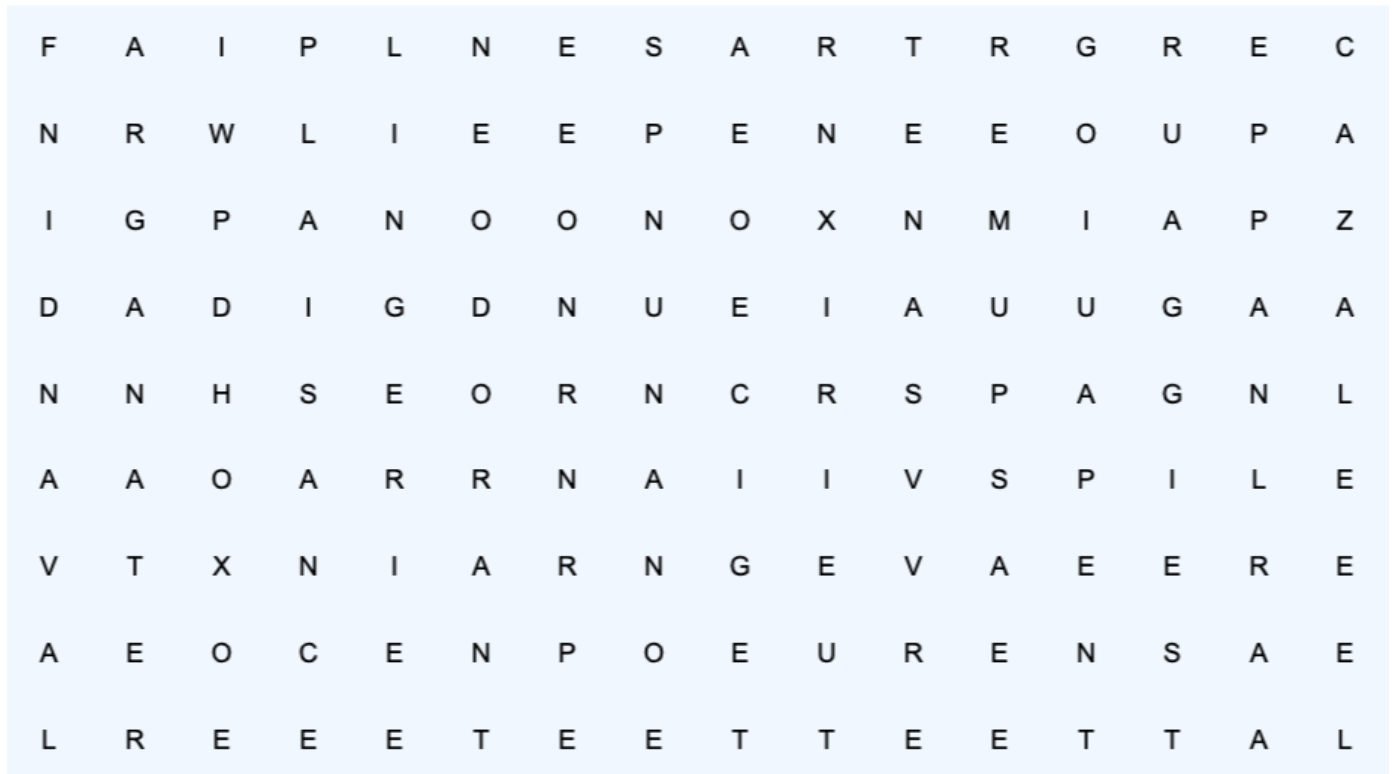 F A I P L N E S A R T R G R E C
N R W L I E E P E N E E O U P A
I G P A N O O N O X N M I A P Z
D A D I G D N U E I A U U G A A
N N H S E O R N C R S P A G N L
A A O A R R N A I I V S P I L E
V T X N I A R N G E V A E E R E
A E O C E N P O E U R E N S A E
L R E E E T E E T T E E T T A L